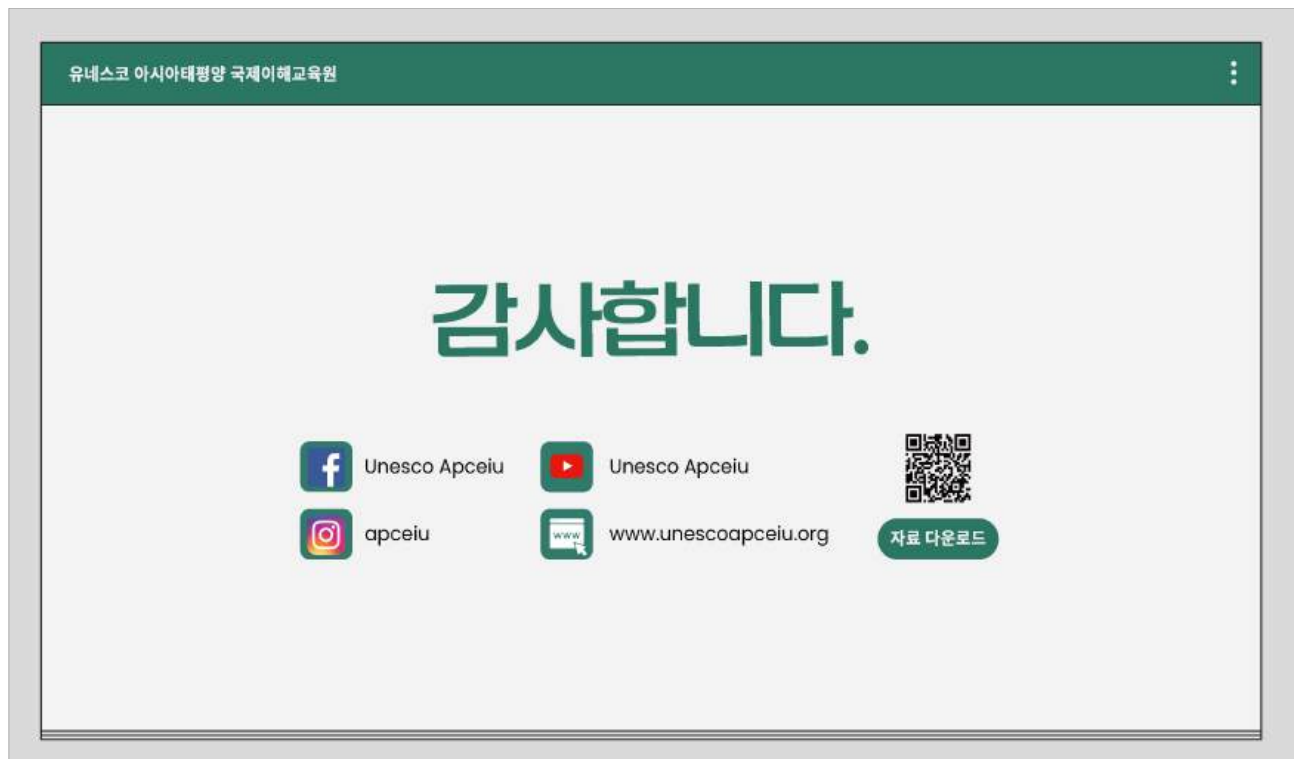 유네스코 아시아태평양 국제이해교육원
감사합니다.
Unesco Apceiu
Unesco Apceiu
apceiu
www
www.unescoapceiu.org
자료 다운로드